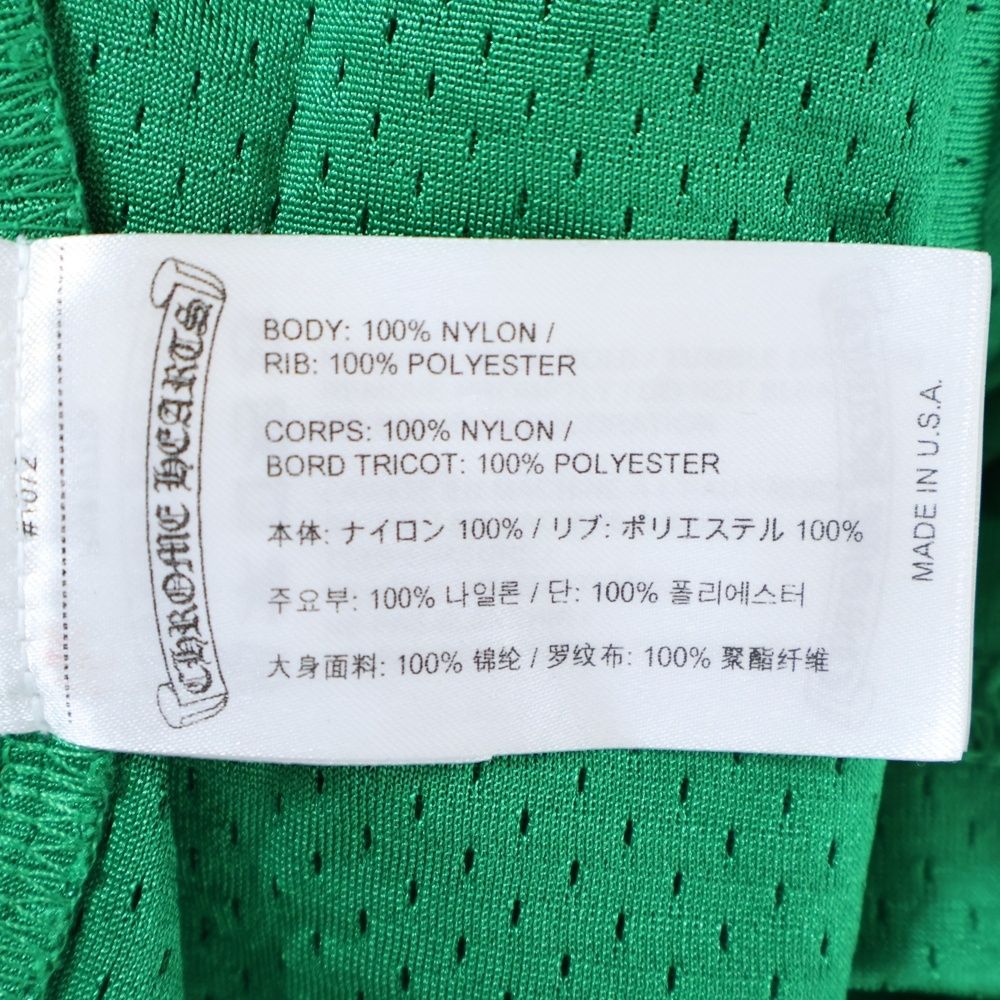 CHROME HEARTS
BODY: 100% NYLON /
RIB: 100% POLYESTER
CORPS: 100% NYLON /
BORD TRICOT: 100% POLYESTER
本体: ナイロン 100% / リブ: ポリエステル 100%
주요부: 100% 나일론 / 단: 100% 폴리에스터
大身面料: 100% 锦纶 / 罗纹布: 100% 聚酯纤维
MADE IN U.S.A.